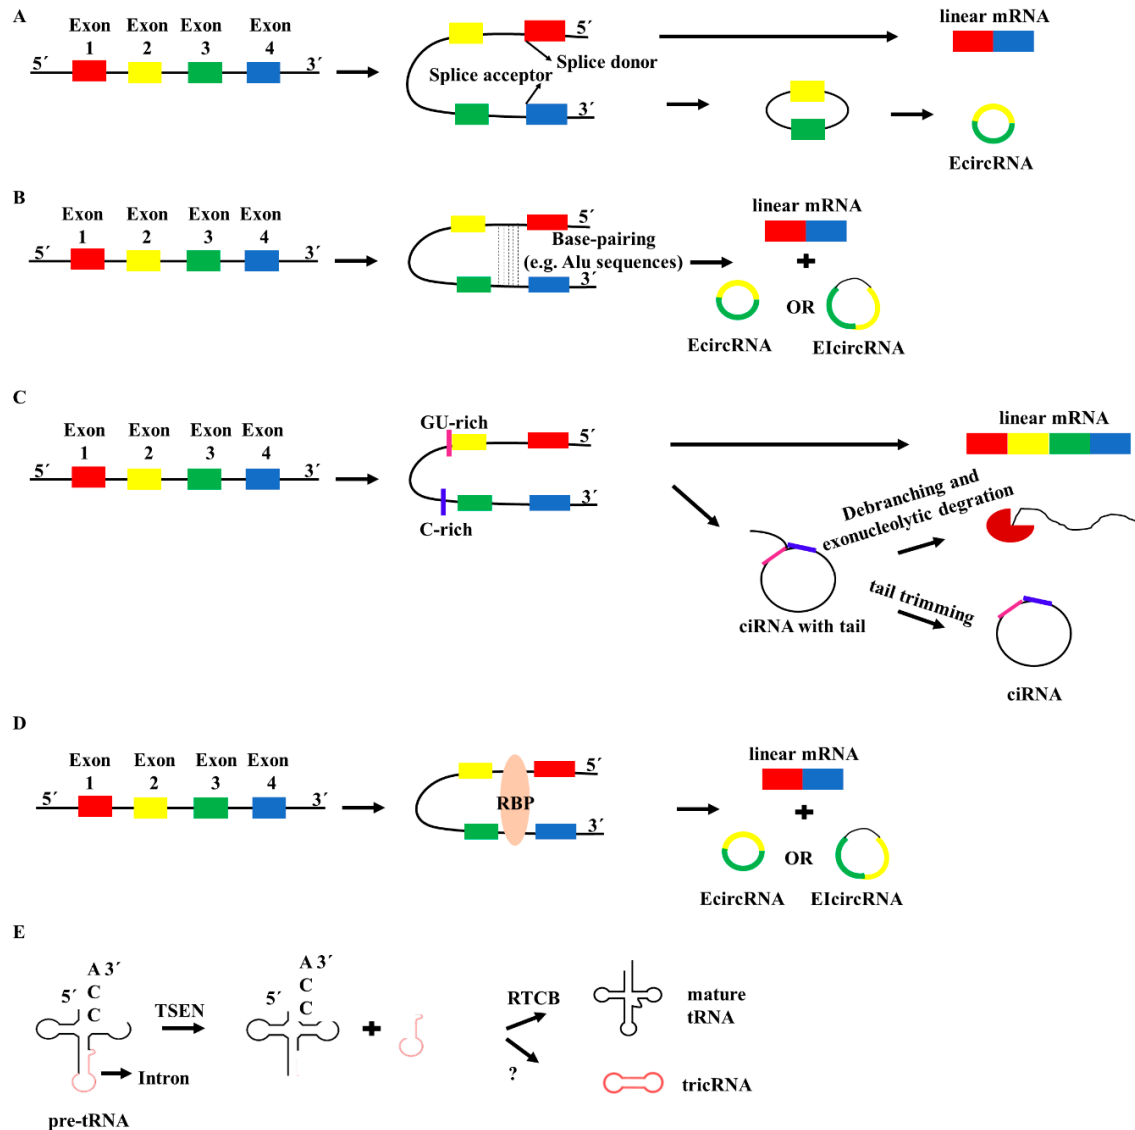 A
Exon Exon Exon Exon
1 2 3 4
5´ 3´
5´
Splice donor
Splice acceptor
3´
linear mRNA
EcircRNA
B
Exon Exon Exon Exon
1 2 3 4
5´ 3´
5´
Base-pairing
(e.g. Alu sequences)
3´
linear mRNA
OR
EcircRNA EIcircRNA
C
Exon Exon Exon Exon
1 2 3 4
5´ 3´
GU-rich
5´
3´
C-rich
linear mRNA
Debranching and
exonucleolytic degration
ciRNA with tail
tail trimming
ciRNA
D
Exon Exon Exon Exon
1 2 3 4
5´ 3´
5´
RBP
3´
linear mRNA
OR
EcircRNA EIcircRNA
E
A 3´
C
C
5´
Intron
pre-tRNA
TSEN
A 3´
C
C
5´
RTCB
?
mature
tRNA
tricRNA